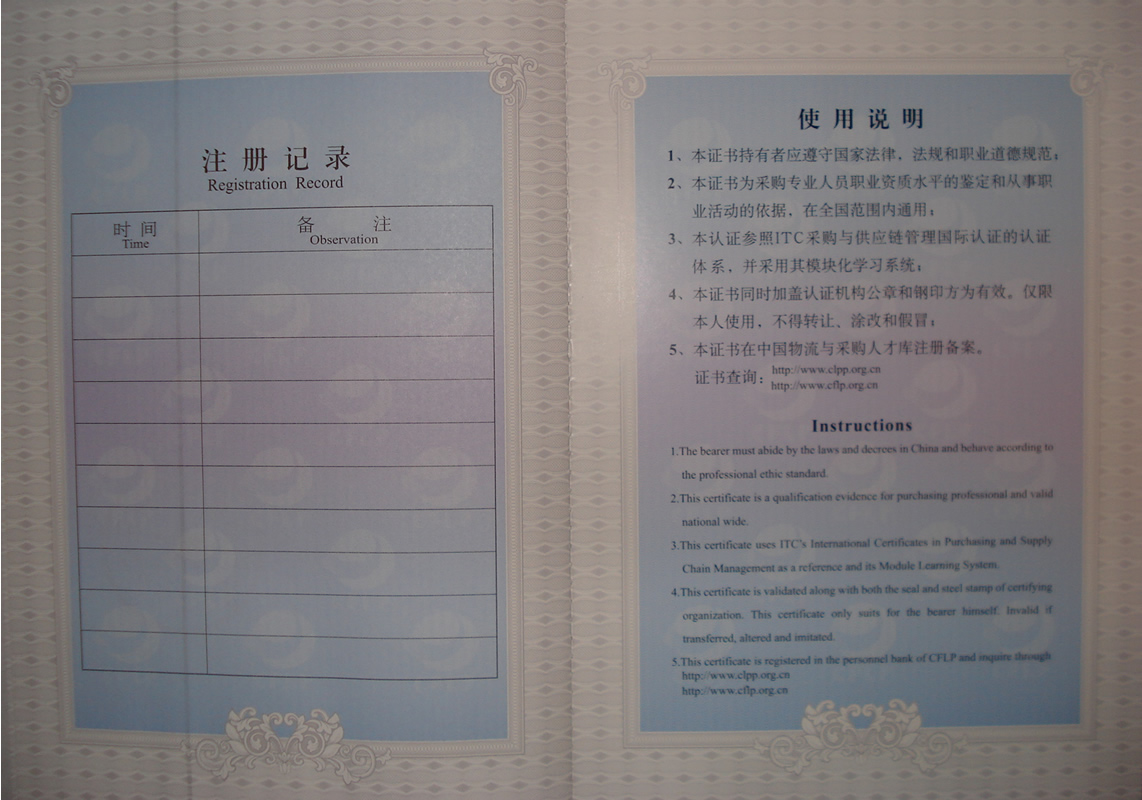 注册记录
Registration Record
时间
Time
备注
Observation
使用说明
1、本证书持有者应遵守国家法律，法规和职业道德规范；
2、本证书为采购专业人员职业资质水平的鉴定和从事职
业活动的依据，在全国范围内通用；
3、本认证参照ITC采购与供应链管理国际认证的认证
体系，并采用其模块化学习系统；
4、本证书同时加盖认证机构公章和钢印方为有效。仅限
本人使用，不得转让、涂改和假冒；
5、本证书在中国物流与采购人才库注册备案。
证书查询：http://www.clpp.org.cn
http://www.cflp.org.cn
Instructions
1.The bearer must abide by the laws and decrees in China and behave according to
the professional ethic standard.
2.This certificate is a qualification evidence for purchasing professional and valid
national wide.
3.This certificate uses ITC's International Certificates in Purchasing and Supply
Chain Management as a reference and its Module Learning System.
4.This certificate is validated along with both the seal and steel stamp of certifying
organization. This certificate only suits for the bearer himself. Invalid if
transferred, altered and imitated.
5.This certificate is registered in the personnel bank of CFLP and inquire through
http://www.clpp.org.cn
http://www.cflp.org.cn